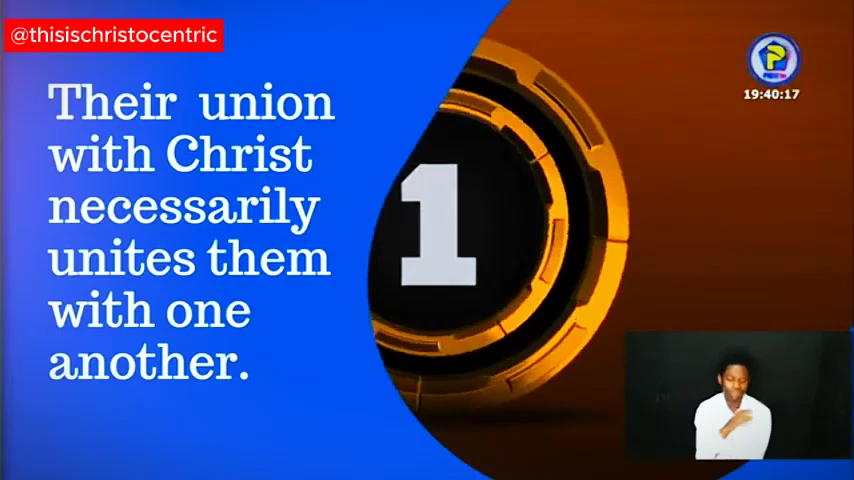 @thisischristocentric
Their union
with Christ
necessarily
unites them
with one
another.
1
P
19:40:17